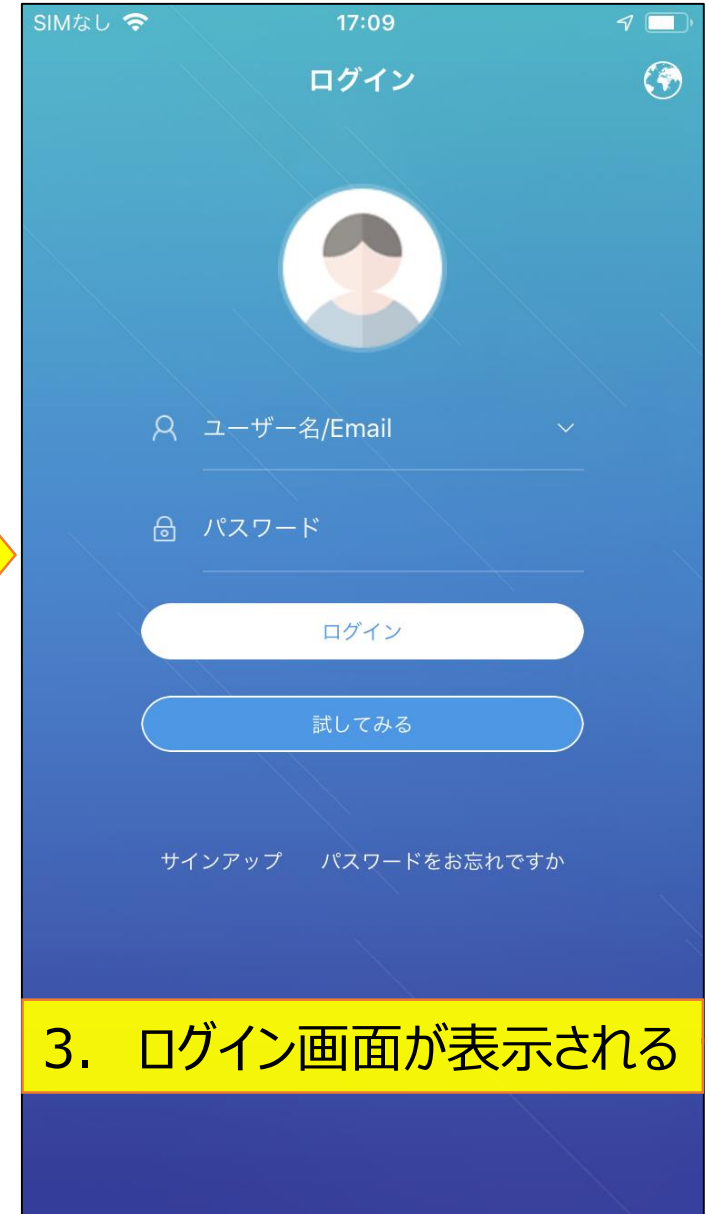 SIMなし 17:09
ログイン
ユーザー名/Email
パスワード
ログイン
試してみる
サインアップ パスワードをお忘れですか
3. ログイン画面が表示される